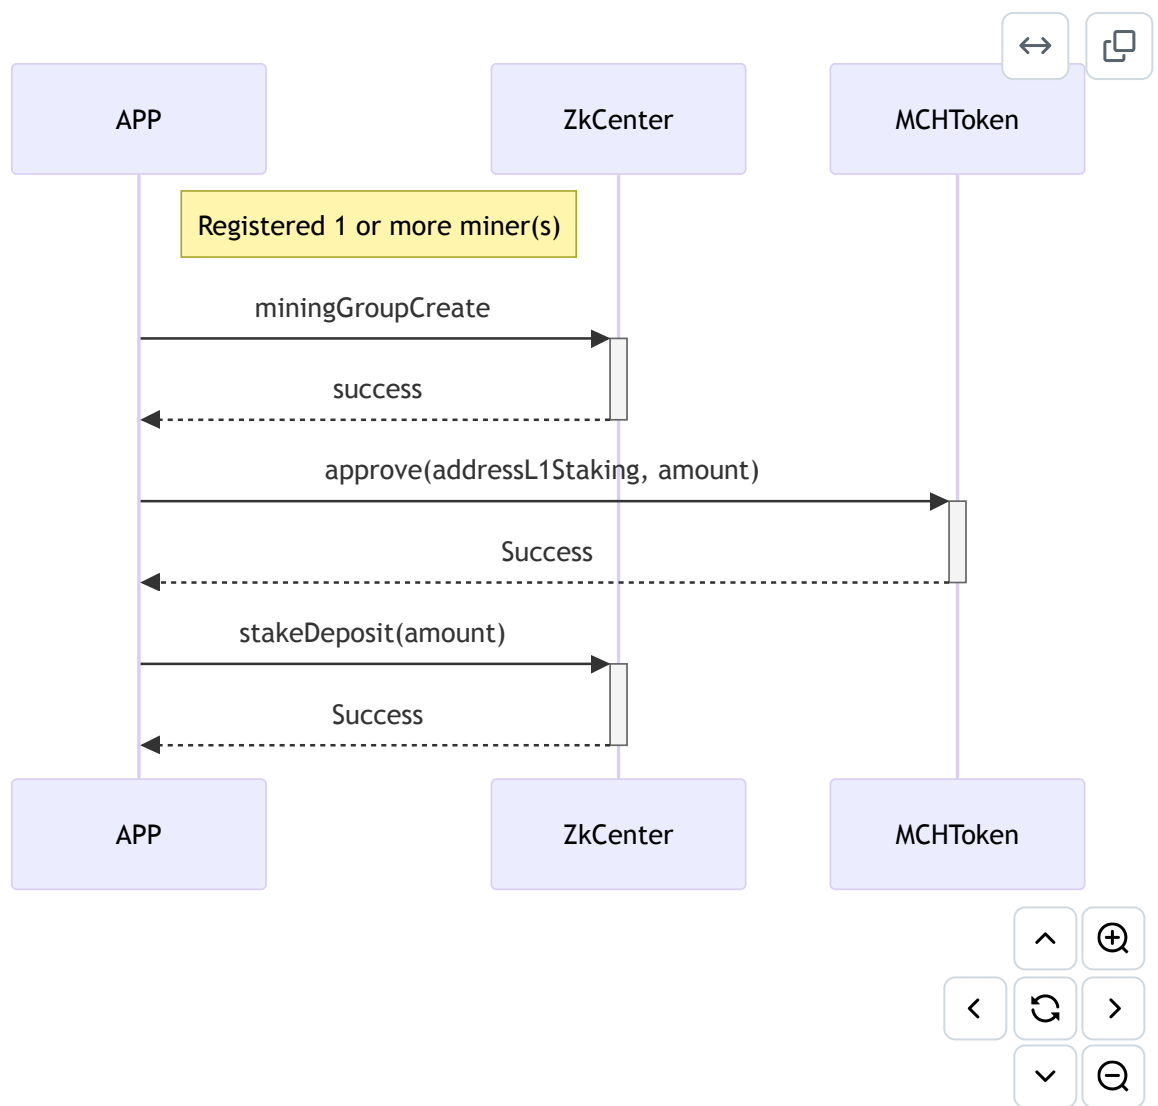 APP
ZkCenter
MCHToken
Registered 1 or more miner(s)
miningGroupCreate
success
approve(addressL1Staking, amount)
Success
stakeDeposit(amount)
Success
APP
ZkCenter
MCHToken